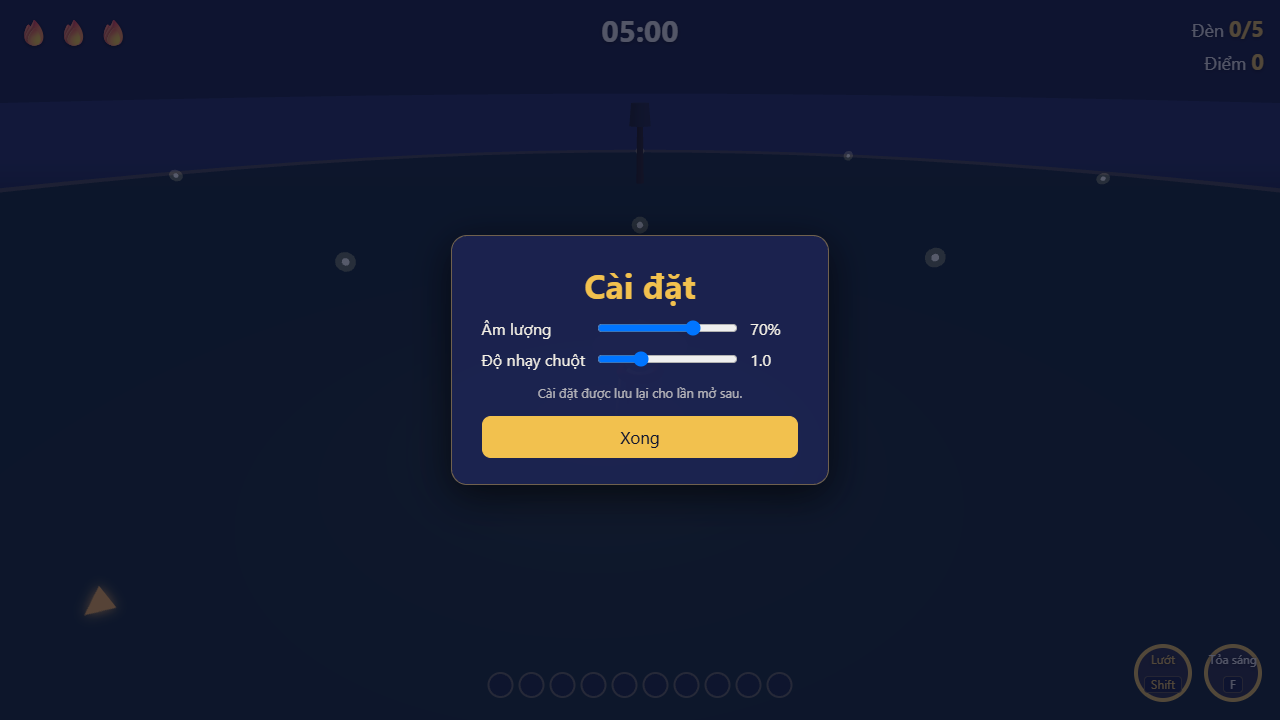 05:00
Đèn 0/5
Điểm 0
Cài đặt
Âm lượng 70%
Độ nhạy chuột 1.0
Cài đặt được lưu lại cho lần mở sau.
Xong
Lướt
Shift
Tỏa sáng
F